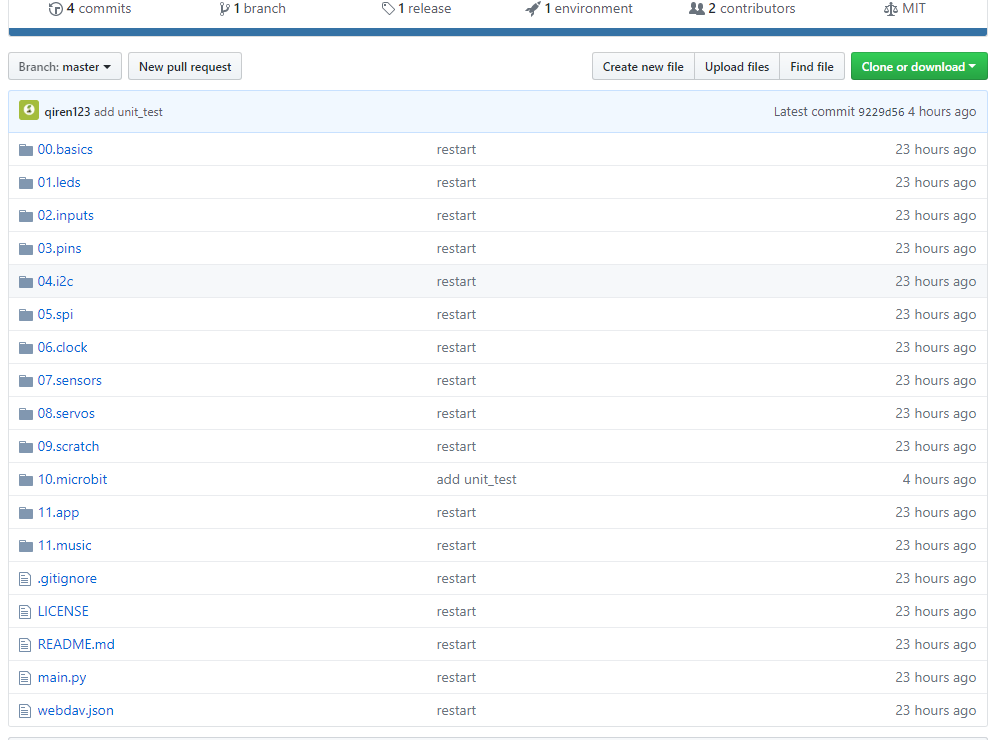 4 commits 1 branch 1 release 1 environment 2 contributors MIT
Branch: master New pull request Create new file Upload files Find file Clone or download
qiren123 add unit_test Latest commit 9229d56 4 hours ago
00.basics restart 23 hours ago
01.leds restart 23 hours ago
02.inputs restart 23 hours ago
03.pins restart 23 hours ago
04.i2c restart 23 hours ago
05.spi restart 23 hours ago
06.clock restart 23 hours ago
07.sensors restart 23 hours ago
08.servos restart 23 hours ago
09.scratch restart 23 hours ago
10.microbit add unit_test 4 hours ago
11.app restart 23 hours ago
11.music restart 23 hours ago
.gitignore restart 23 hours ago
LICENSE restart 23 hours ago
README.md restart 23 hours ago
main.py restart 23 hours ago
webdav.json restart 23 hours ago